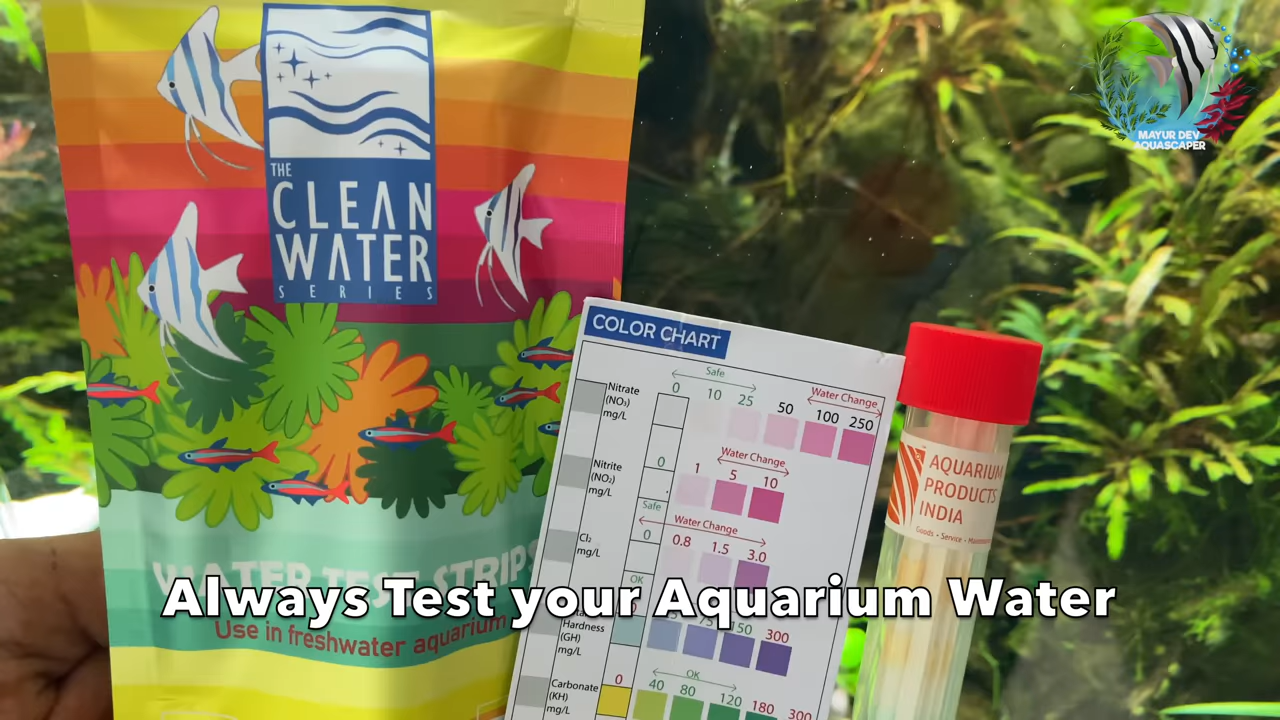 THE
CLEAN
WATER
SERIES
WATER TEST STRIPS
Use in freshwater aquarium
MAYUR DEV
AQUASCAPER
COLOR CHART
Safe
Water Change
Nitrate
(NO₃)
mg/L
0 10 25 50 100 250
Water Change
Nitrite
(NO₂)
mg/L
0 1 5 10
Safe
Water Change
Cl₂
mg/L
0 0.8 1.5 3.0
OK
Hardness
(GH)
mg/L
150 300
OK
Carbonate
(KH)
mg/L
0 40 80 120 180 300
AQUARIUM
PRODUCTS
INDIA
Goods • Service •
Always Test your Aquarium Water